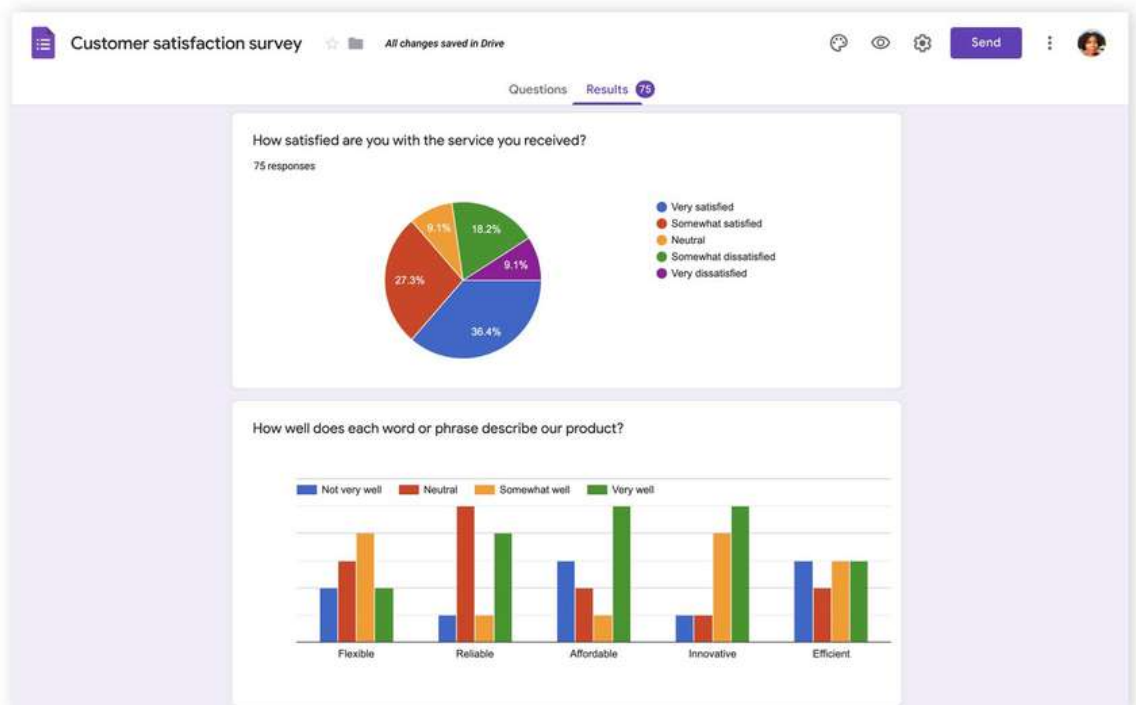 Customer satisfaction survey All changes saved in Drive Send
Questions Results 75
How satisfied are you with the service you received?
75 responses
Very satisfied
Somewhat satisfied
Neutral
Somewhat dissatisfied
Very dissatisfied
9.1% 18.2%
9.1%
27.3%
36.4%
How well does each word or phrase describe our product?
Not very well Neutral Somewhat well Very well
Flexible Reliable Affordable Innovative Efficient